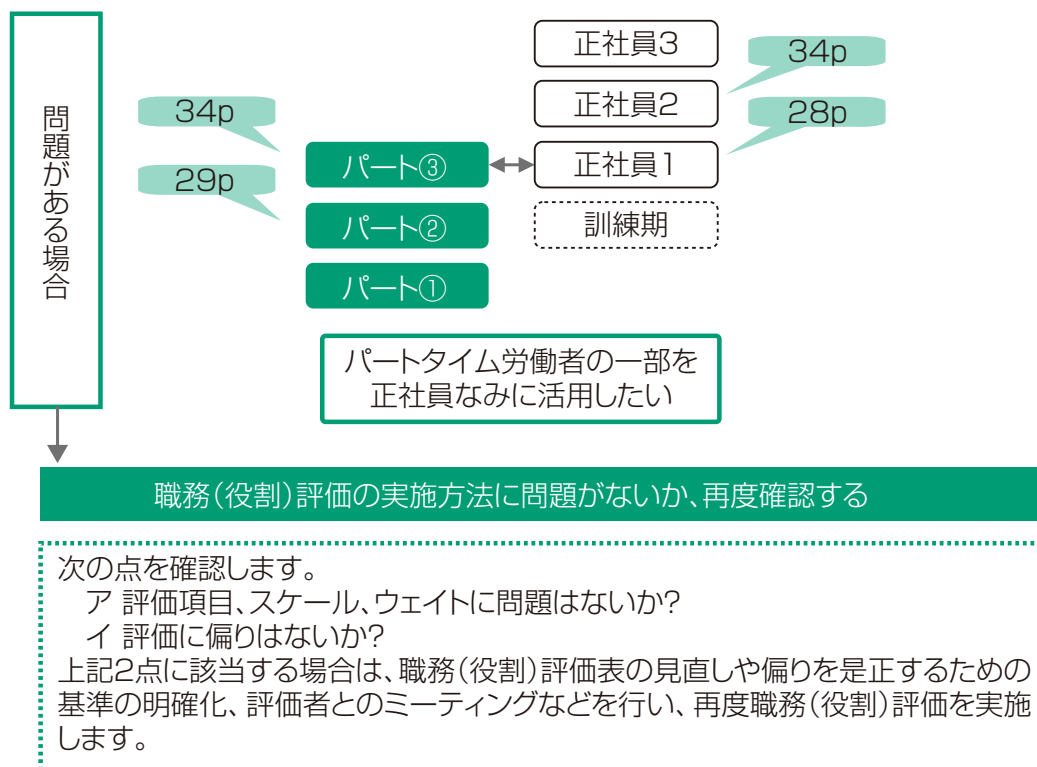 問題がある場合
34p
29p
パート③
パート②
パート①
正社員3
正社員2
正社員1
訓練期
34p
28p
パートタイム労働者の一部を
正社員なみに活用したい
職務(役割)評価の実施方法に問題がないか、再度確認する
次の点を確認します。
ア 評価項目、スケール、ウェイトに問題はないか?
イ 評価に偏りはないか?
上記2点に該当する場合は、職務(役割)評価表の見直しや偏りを是正するための
基準の明確化、評価者とのミーティングなどを行い、再度職務(役割)評価を実施
します。